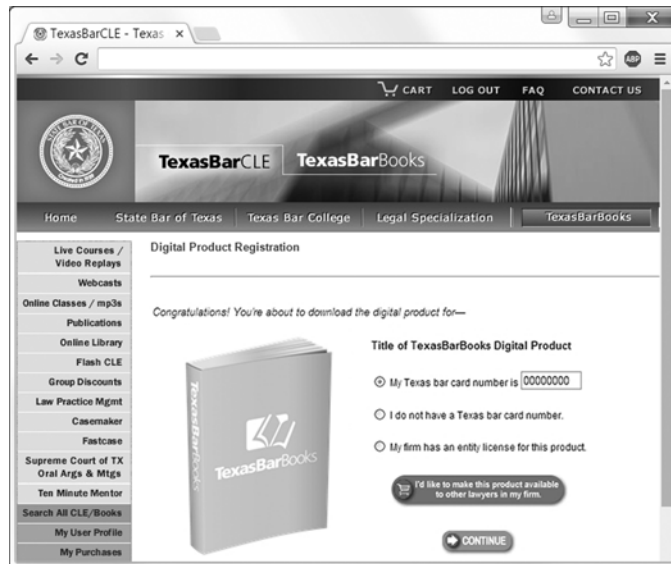 TexasBarCLE - Texas
ABP
CART LOG OUT FAQ CONTACT US
TexasBarCLE TexasBarBooks
Home State Bar of Texas Texas Bar College Legal Specialization TexasBarBooks
Live Courses /
Video Replays
Webcasts
Online Classes / mp3s
Publications
Online Library
Flash CLE
Group Discounts
Law Practice Mgmt
Casemaker
Fastcase
Supreme Court of TX
Oral Args & Mtgs
Ten Minute Mentor
Search All CLE/Books
My User Profile
My Purchases
Digital Product Registration
Congratulations! You're about to download the digital product for—
TexasBarBooks
TexasBarBooks
Title of TexasBarBooks Digital Product
My Texas bar card number is 00000000
I do not have a Texas bar card number.
My firm has an entity license for this product.
I'd like to make this product available
to other lawyers in my firm.
CONTINUE